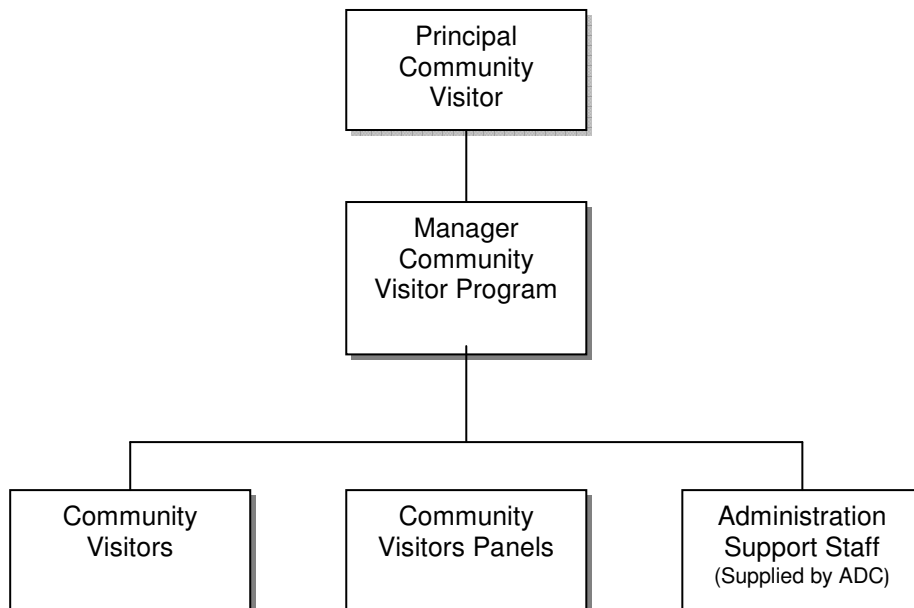 Principal
Community
Visitor
Manager
Community
Visitor Program
Community
Visitors
Community
Visitors Panels
Administration
Support Staff
(Supplied by ADC)